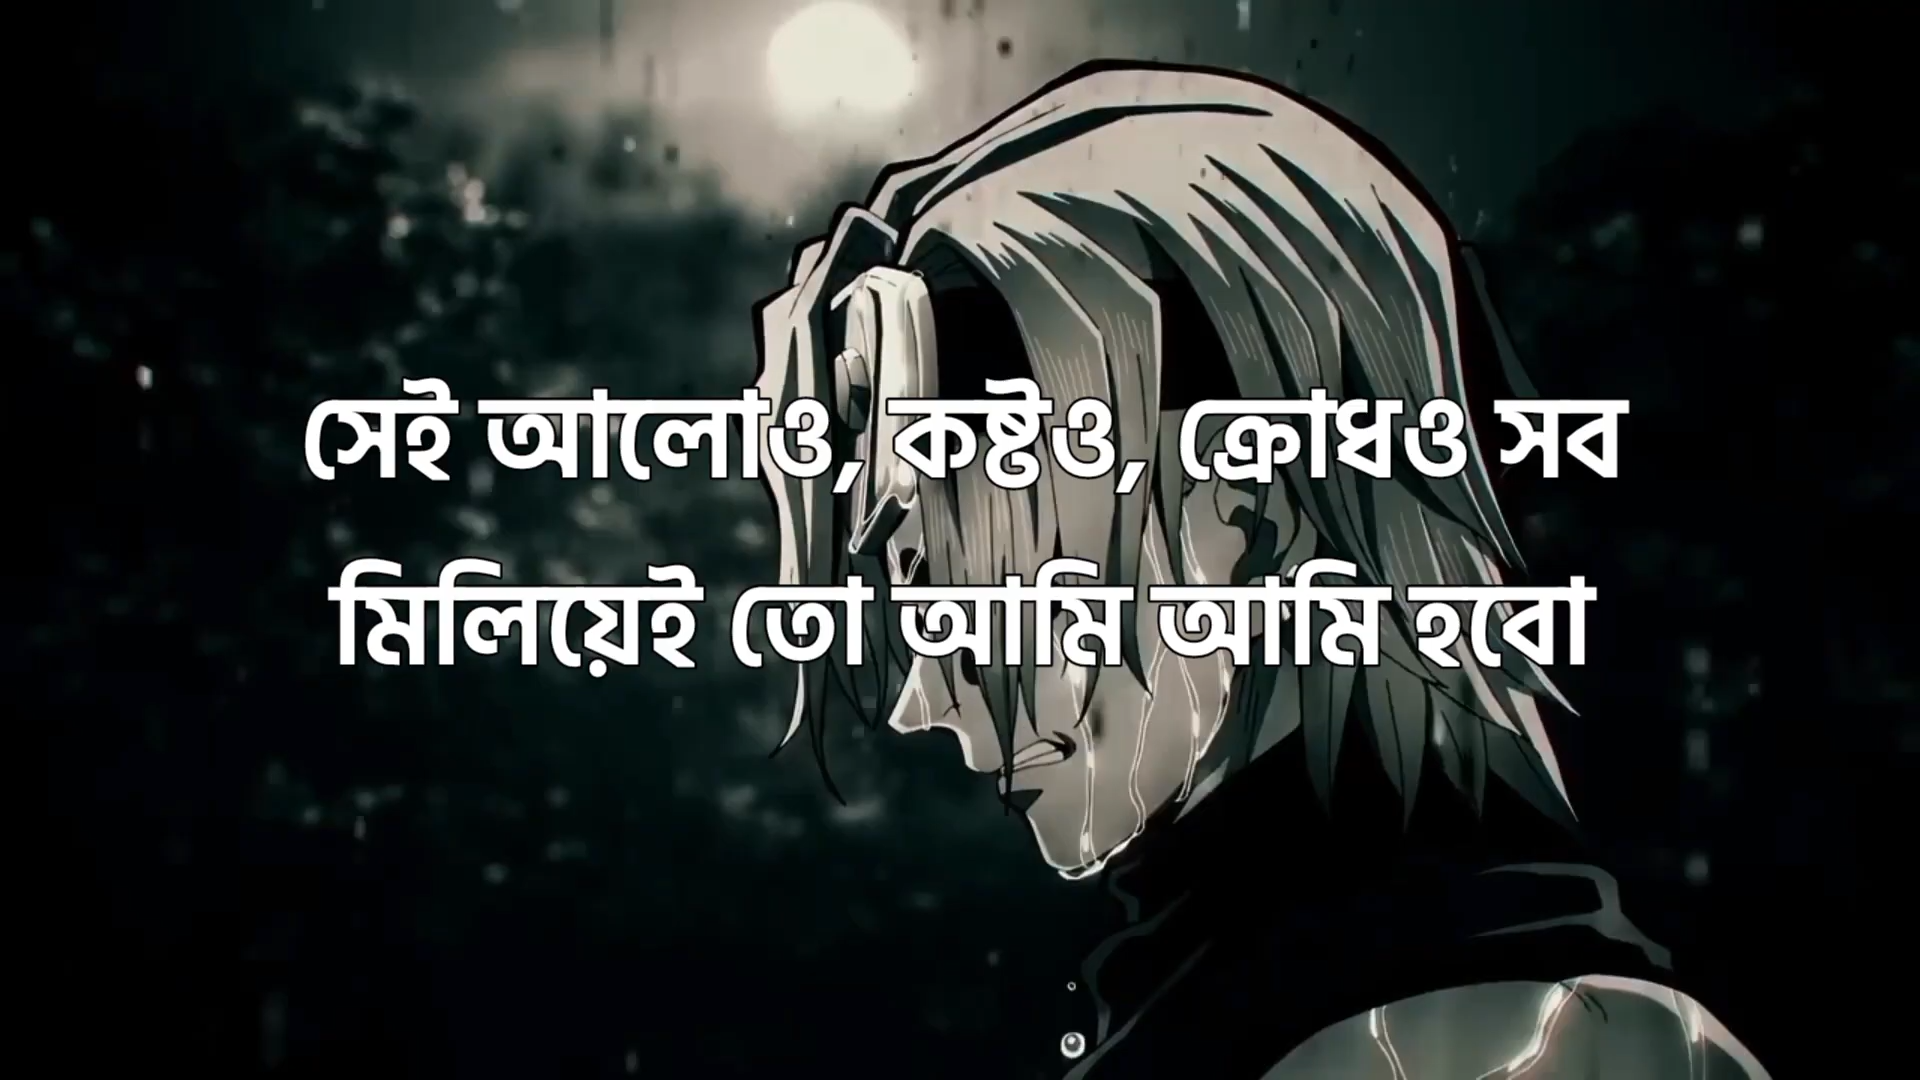 সেই আলোও, কষ্টও, ক্রোধও সব
মিলিয়েই তো আমি আমি হবো